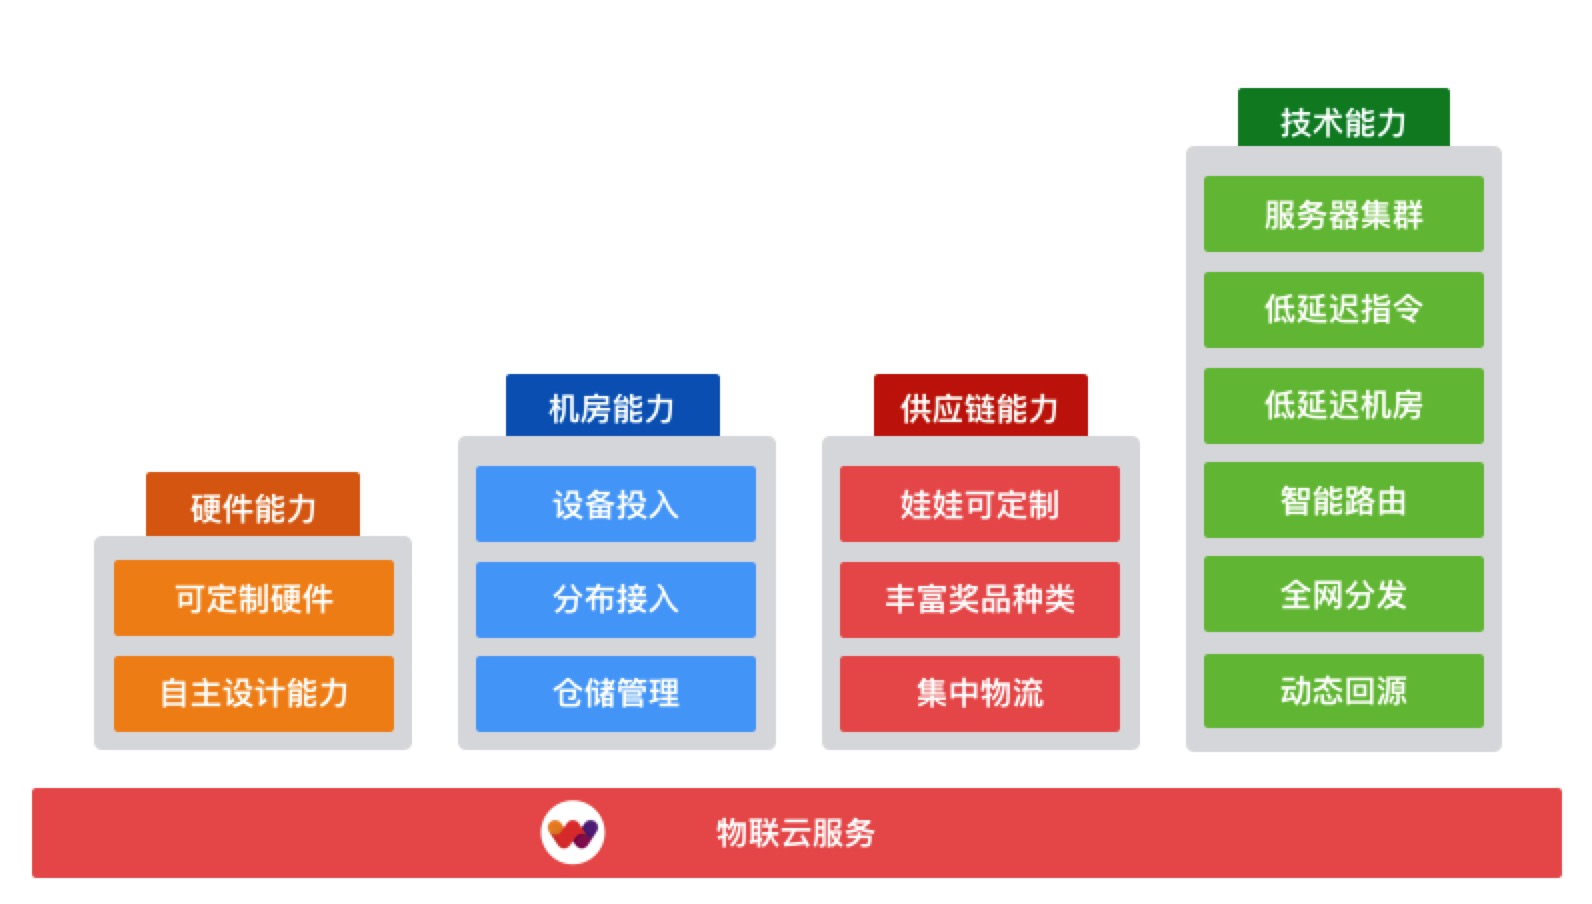 硬件能力
可定制硬件
自主设计能力
机房能力
设备投入
分布接入
仓储管理
供应链能力
娃娃可定制
丰富奖品种类
集中物流
技术能力
服务器集群
低延迟指令
低延迟机房
智能路由
全网分发
动态回源
物联云服务